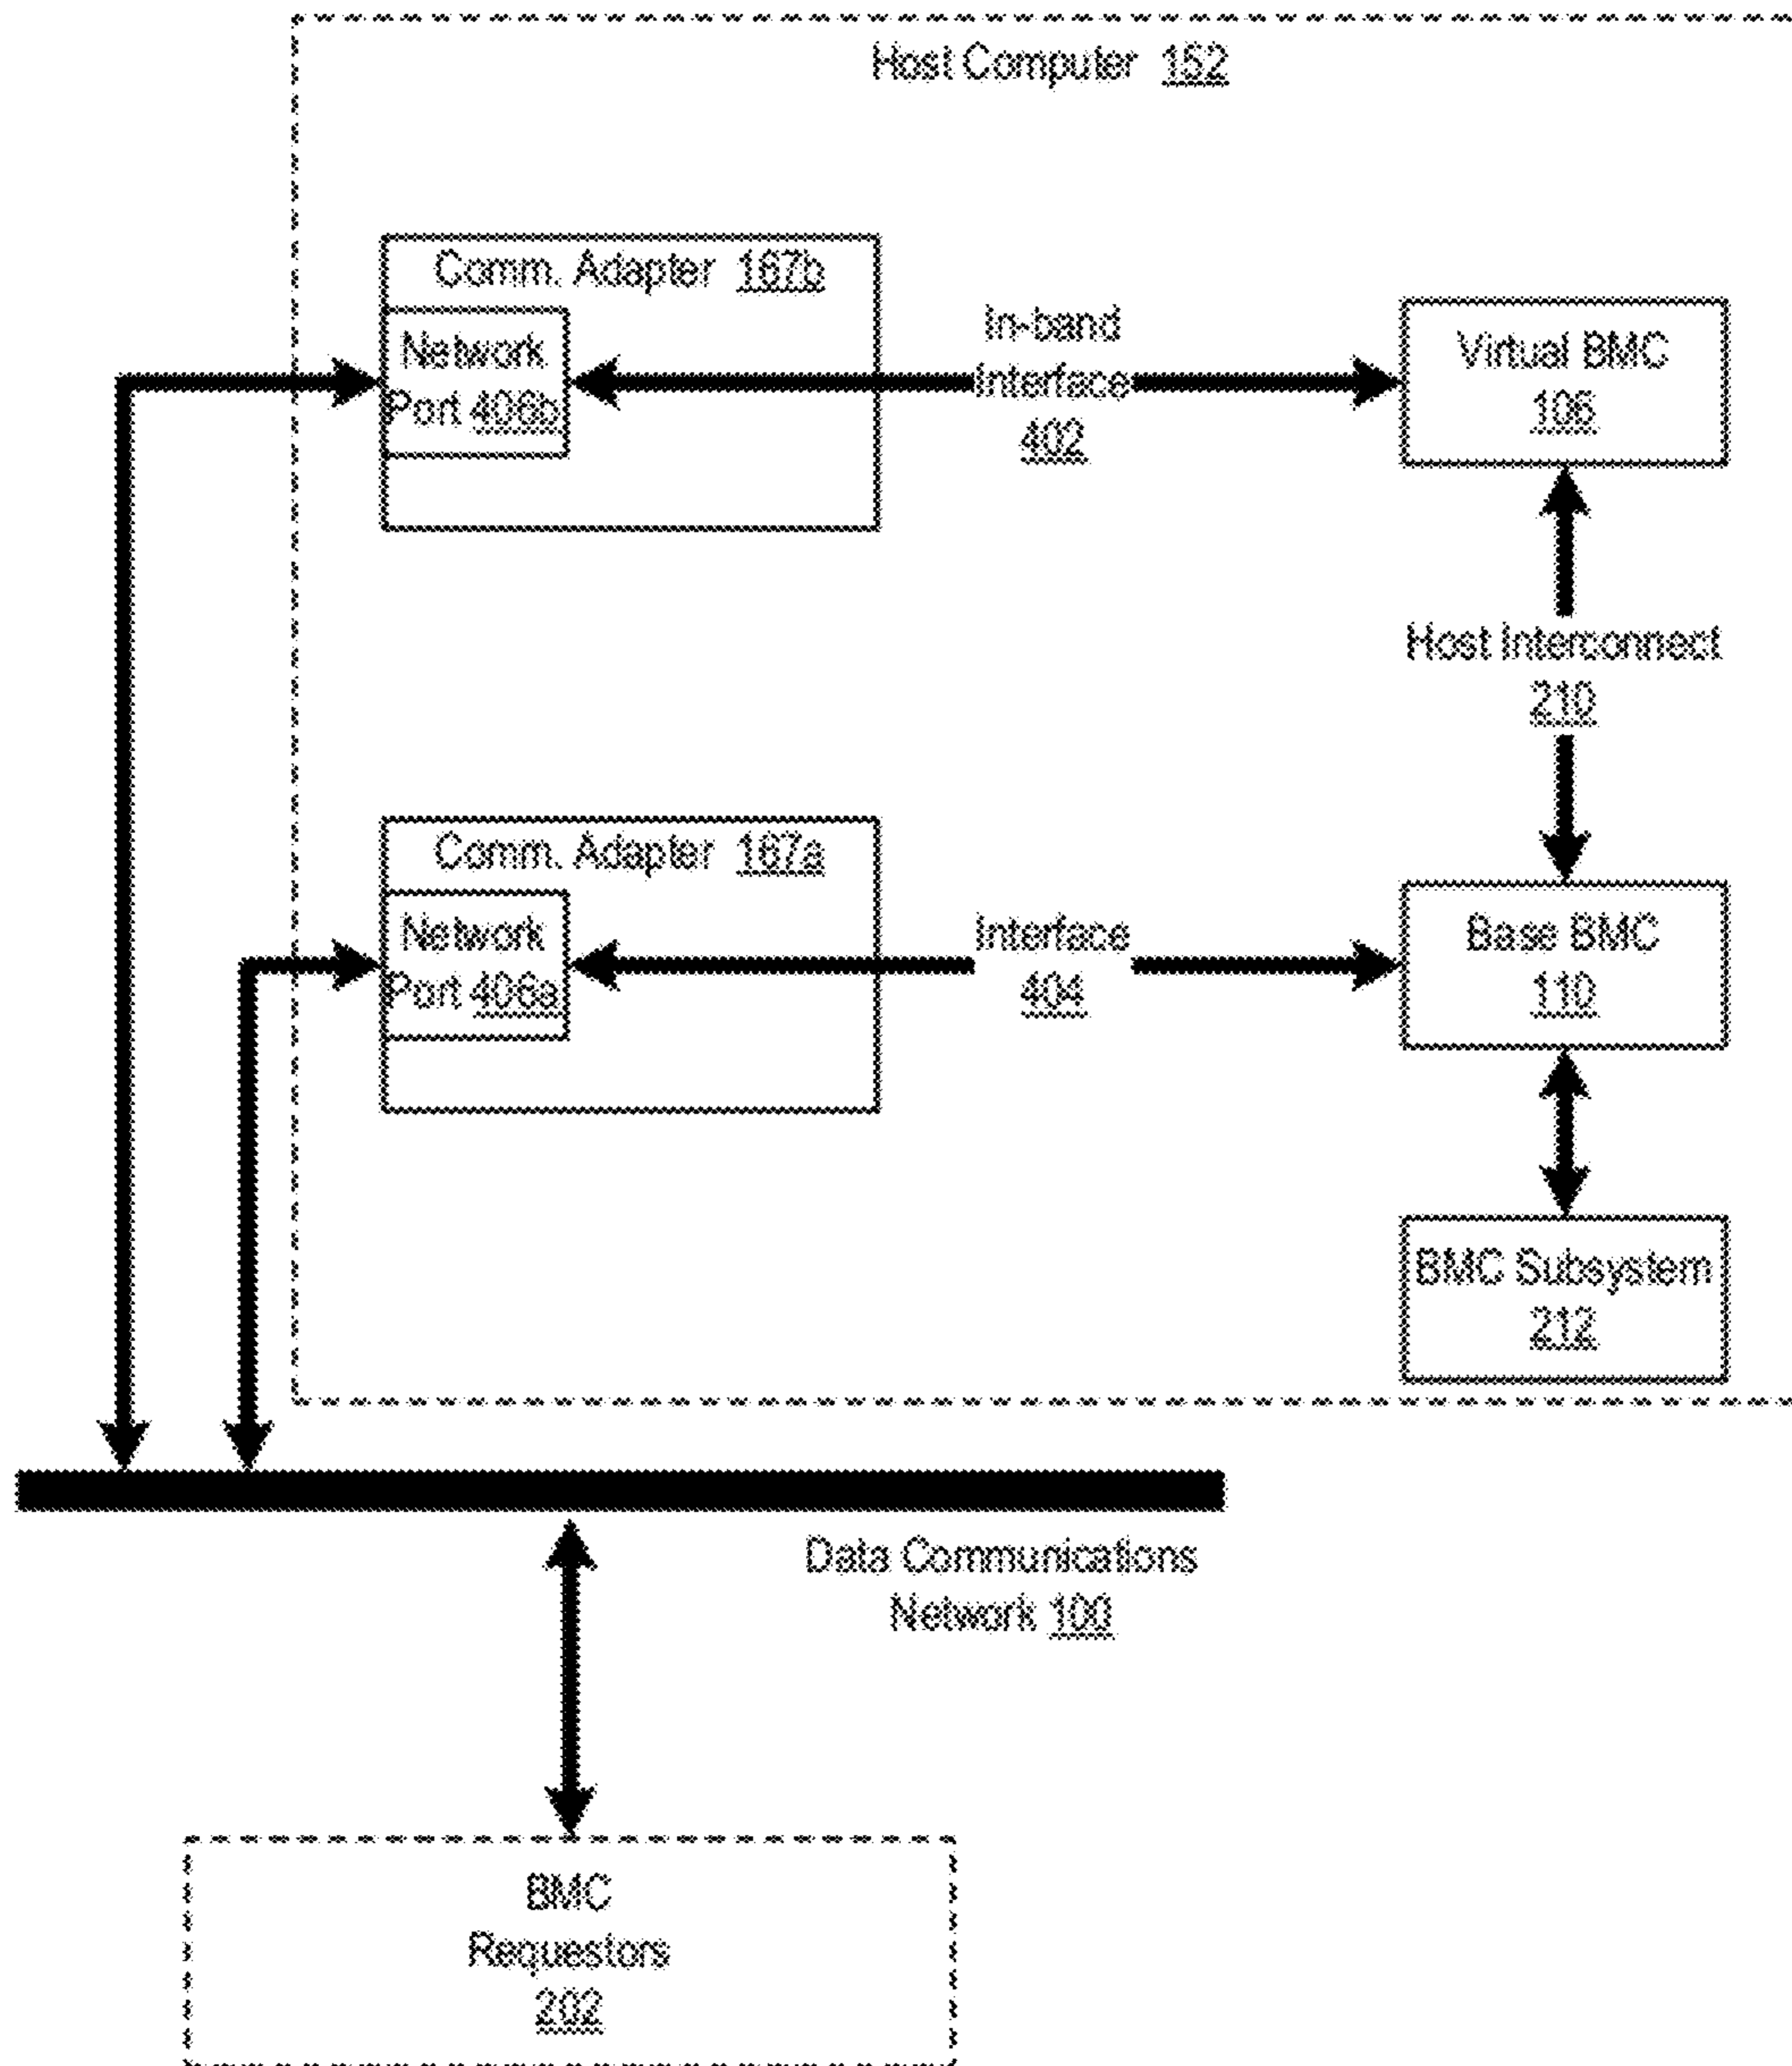 Host Computer 152
Comm. Adapter 167b
Network
Port 406b
In-band
Interface
402
Virtual BMC
106
Host Interconnect
210
Comm. Adapter 167a
Network
Port 406a
Interface
404
Base BMC
110
BMC Subsystem
212
Data Communications
Network 100
BMC
Requestors
202